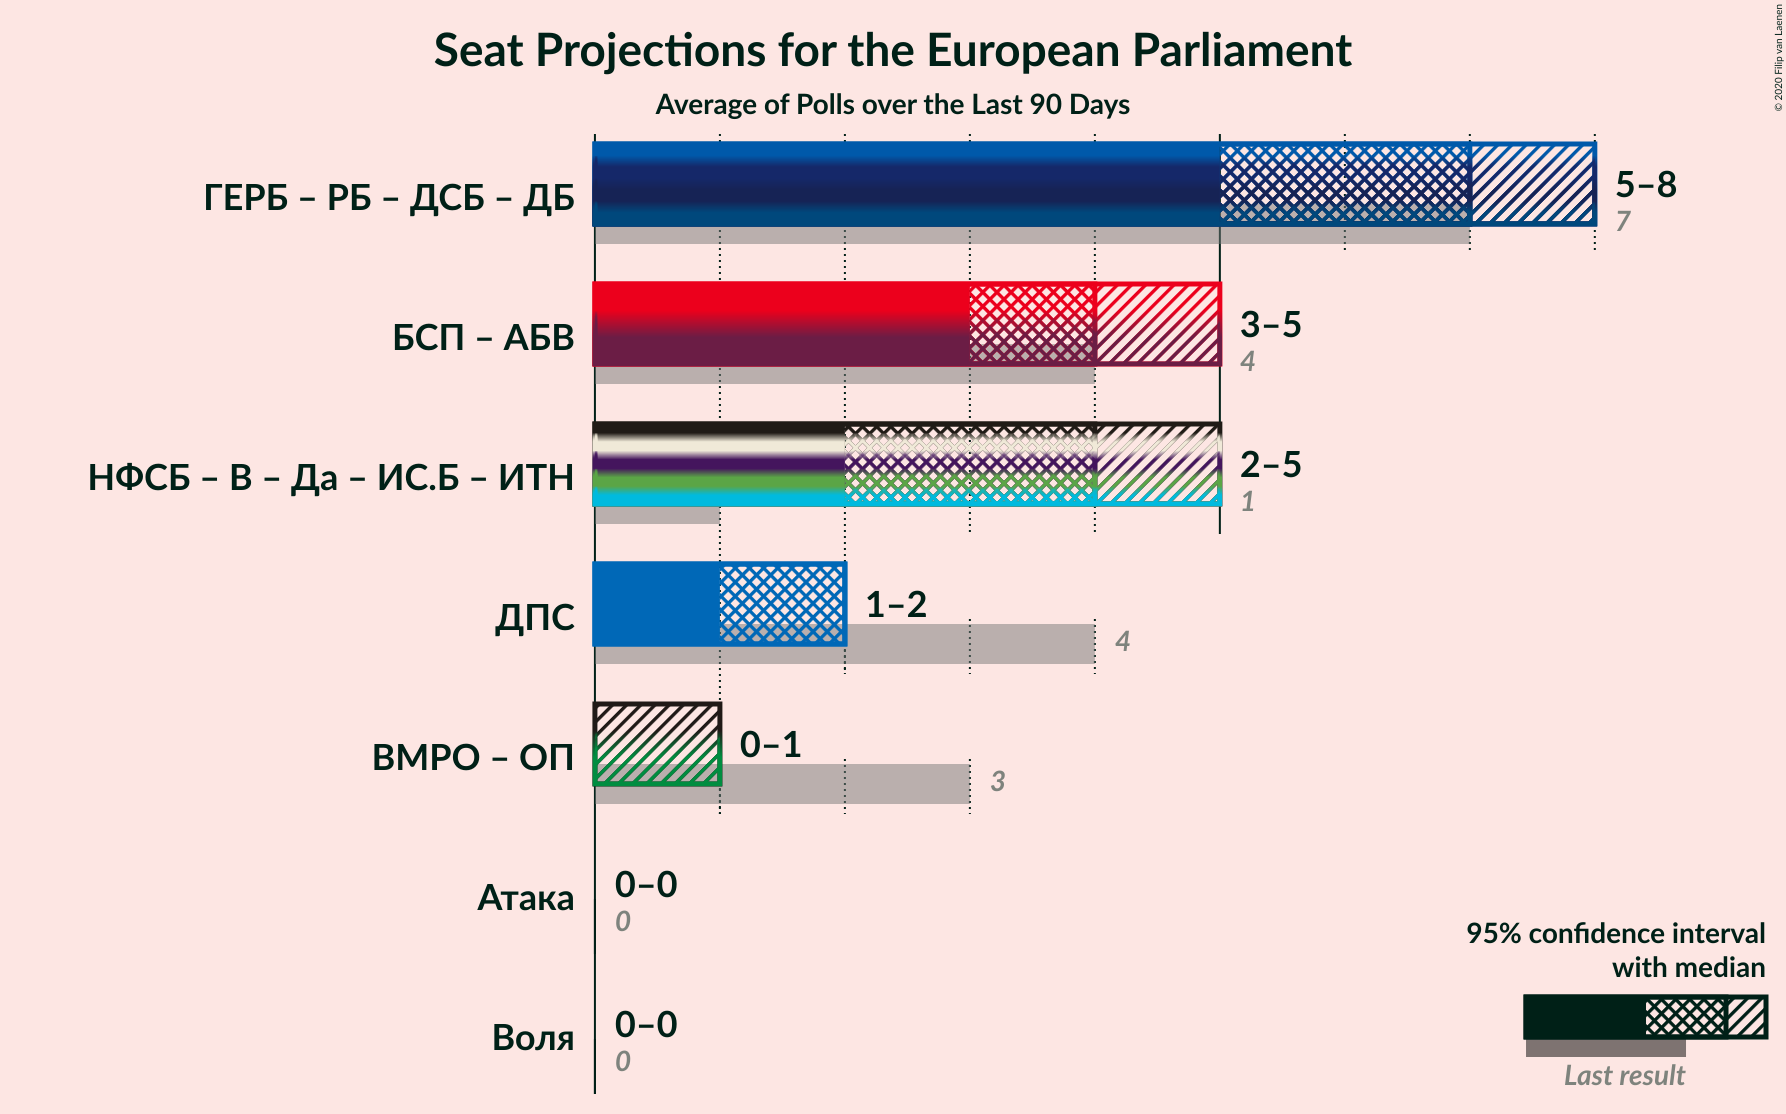 Seat Projections for the European Parliament
Average of Polls over the Last 90 Days
© 2020 Filip van Laenen
ГЕРБ – РБ – ДСБ – ДБ
5–8
7
БСП – АБВ
3–5
4
НФСБ – В – Да – ИС.Б – ИТН
2–5
1
ДПС
1–2
4
ВМРО – ОП
0–1
3
Атака
0–0
0
Воля
0–0
0
95% confidence interval
with median
Last result